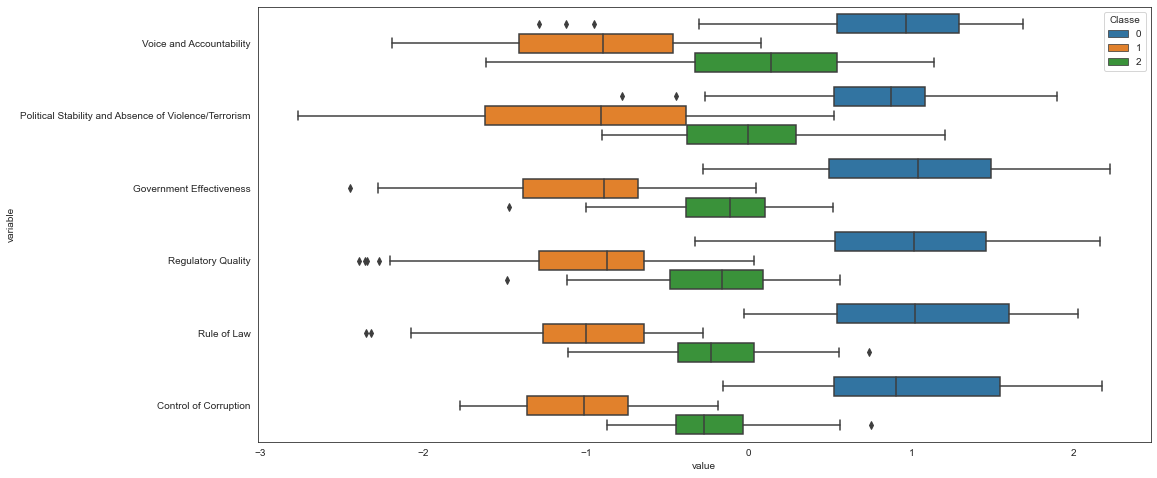 Classe
0
1
2
Voice and Accountability
Political Stability and Absence of Violence/Terrorism
Government Effectiveness
Regulatory Quality
Rule of Law
Control of Corruption
variable
−3 −2 −1 0 1 2
value